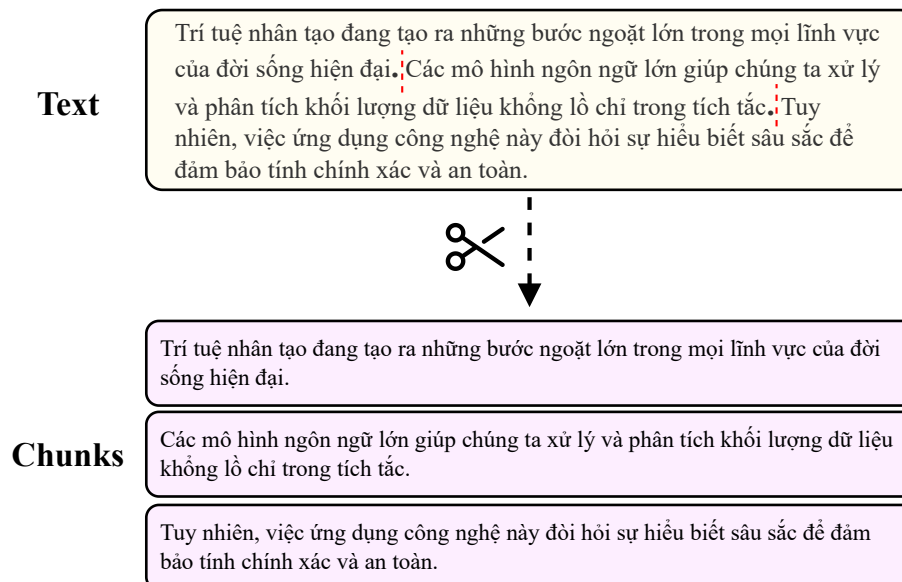 Text
Trí tuệ nhân tạo đang tạo ra những bước ngoặt lớn trong mọi lĩnh vực
của đời sống hiện đại. Các mô hình ngôn ngữ lớn giúp chúng ta xử lý
và phân tích khối lượng dữ liệu khổng lồ chỉ trong tích tắc. Tuy
nhiên, việc ứng dụng công nghệ này đòi hỏi sự hiểu biết sâu sắc để
đảm bảo tính chính xác và an toàn.
Chunks
Trí tuệ nhân tạo đang tạo ra những bước ngoặt lớn trong mọi lĩnh vực của đời
sống hiện đại.
Các mô hình ngôn ngữ lớn giúp chúng ta xử lý và phân tích khối lượng dữ liệu
khổng lồ chỉ trong tích tắc.
Tuy nhiên, việc ứng dụng công nghệ này đòi hỏi sự hiểu biết sâu sắc để đảm
bảo tính chính xác và an toàn.